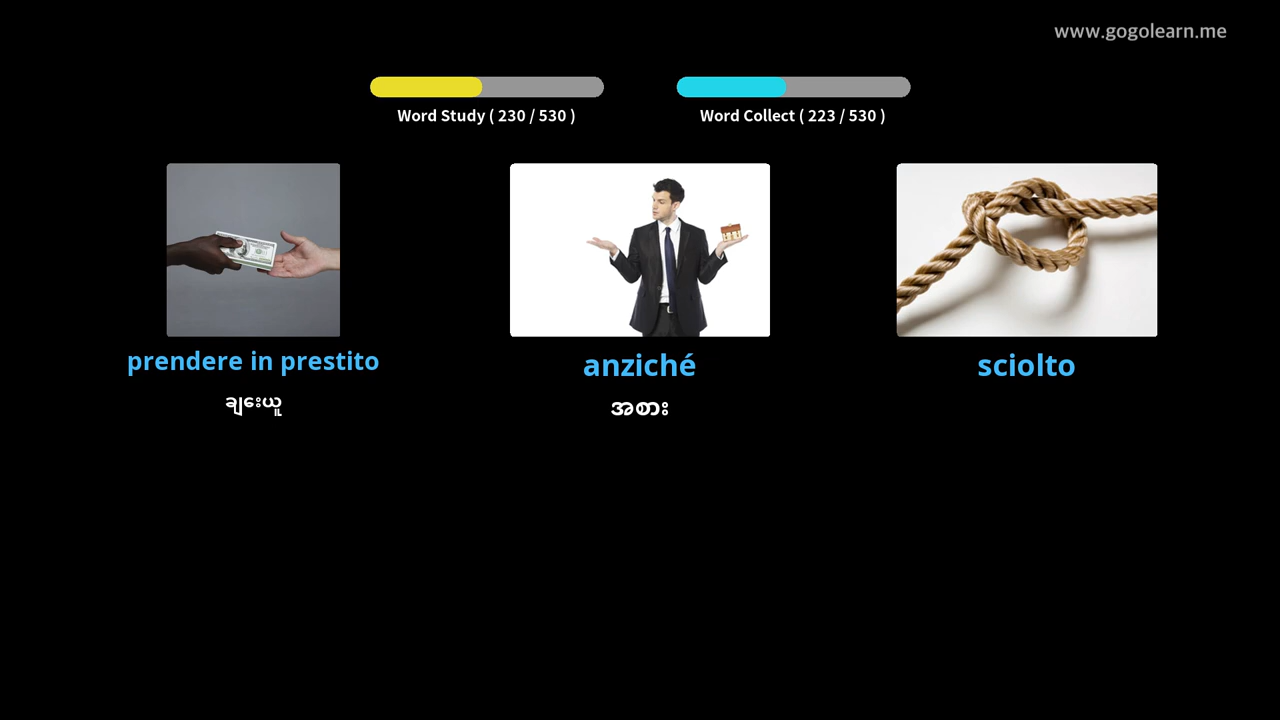 www.gogolearn.me
Word Study ( 230 / 530 )
Word Collect ( 223 / 530 )
prendere in prestito
anziché
sciolto
ချေးယူ
အစား